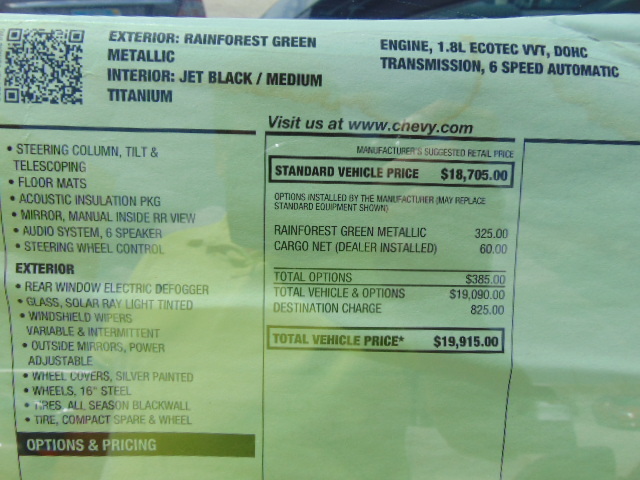 EXTERIOR: RAINFOREST GREEN
METALLIC
INTERIOR: JET BLACK / MEDIUM
TITANIUM
ENGINE, 1.8L ECOTEC VVT, DOHC
TRANSMISSION, 6 SPEED AUTOMATIC
• STEERING COLUMN, TILT &
TELESCOPING
• FLOOR MATS
• ACOUSTIC INSULATION PKG
• MIRROR, MANUAL INSIDE RR VIEW
• AUDIO SYSTEM, 6 SPEAKER
• STEERING WHEEL CONTROL
EXTERIOR
• REAR WINDOW ELECTRIC DEFOGGER
• GLASS, SOLAR RAY LIGHT TINTED
• WINDSHIELD WIPERS
VARIABLE & INTERMITTENT
• OUTSIDE MIRRORS, POWER
ADJUSTABLE
• WHEEL COVERS, SILVER PAINTED
• WHEELS, 16" STEEL
• TIRES, ALL SEASON BLACKWALL
• TIRE, COMPACT SPARE & WHEEL
OPTIONS & PRICING
Visit us at www.chevy.com
MANUFACTURER'S SUGGESTED RETAIL PRICE
STANDARD VEHICLE PRICE $18,705.00
OPTIONS INSTALLED BY THE MANUFACTURER (MAY REPLACE
STANDARD EQUIPMENT SHOWN)
RAINFOREST GREEN METALLIC 325.00
CARGO NET (DEALER INSTALLED) 60.00
TOTAL OPTIONS $385.00
TOTAL VEHICLE & OPTIONS $19,090.00
DESTINATION CHARGE 825.00
TOTAL VEHICLE PRICE* $19,915.00